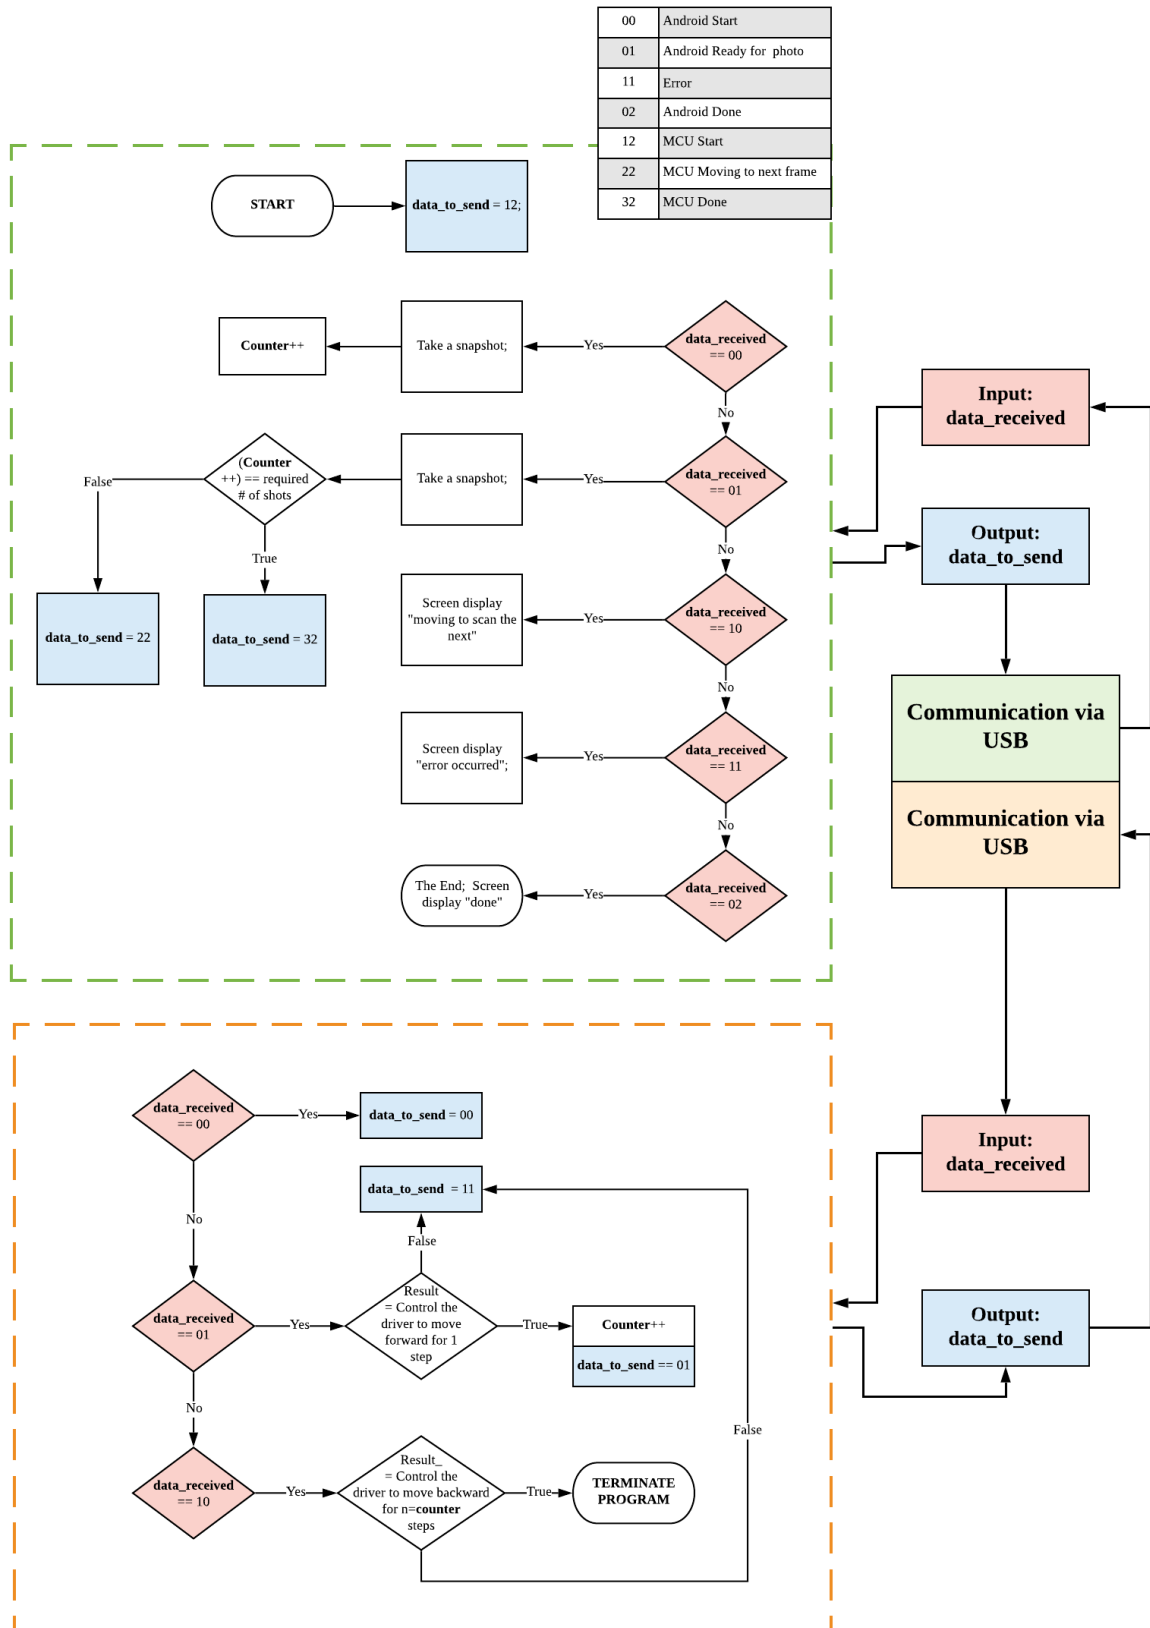 00 Android Start
01 Android Ready for photo
11 Error
02 Android Done
12 MCU Start
22 MCU Moving to next frame
32 MCU Done
START
data_to_send = 12;
data_received
== 00
Yes
Take a snapshot;
Counter++
No
data_received
== 01
Yes
Take a snapshot;
(Counter
++) == required
# of shots
False
True
data_to_send = 22
data_to_send = 32
No
data_received
== 10
Yes
Screen display
"moving to scan the
next"
No
data_received
== 11
Yes
Screen display
"error occurred";
No
data_received
== 02
Yes
The End; Screen
display "done"
Input:
data_received
Output:
data_to_send
Communication via
USB
Communication via
USB
Input:
data_received
Output:
data_to_send
data_received
== 00
Yes
data_to_send = 00
No
data_to_send = 11
False
data_received
== 01
Yes
Result
= Control the
driver to move
forward for 1
step
True
Counter++
data_to_send == 01
No
data_received
== 10
Yes
Result_
= Control the
driver to move backward
for n=counter
steps
True
TERMINATE
PROGRAM
False